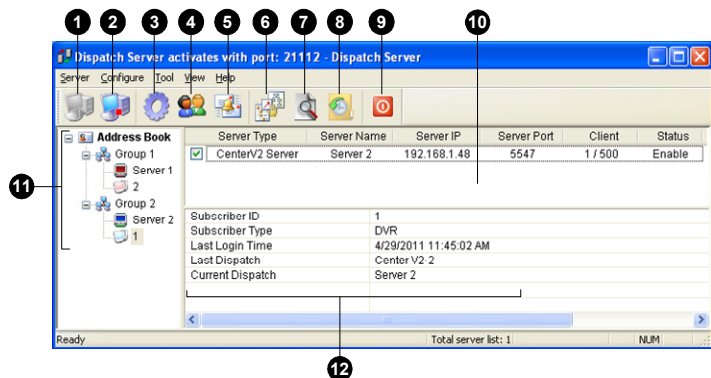 1 2 3 4 5 6 7 8 9 10
Dispatch Server activates with port: 21112 - Dispatch Server
Server Configure Tool View Help
Address Book
Group 1
Server 1
2
Group 2
Server 2
1
11
Server Type Server Name Server IP Server Port Client Status
CenterV2 Server Server 2 192.168.1.48 5547 1 / 500 Enable
Subscriber ID 1
Subscriber Type DVR
Last Login Time 4/29/2011 11:45:02 AM
Last Dispatch Center V2-2
Current Dispatch Server 2
Ready Total server list: 1 NUM
12